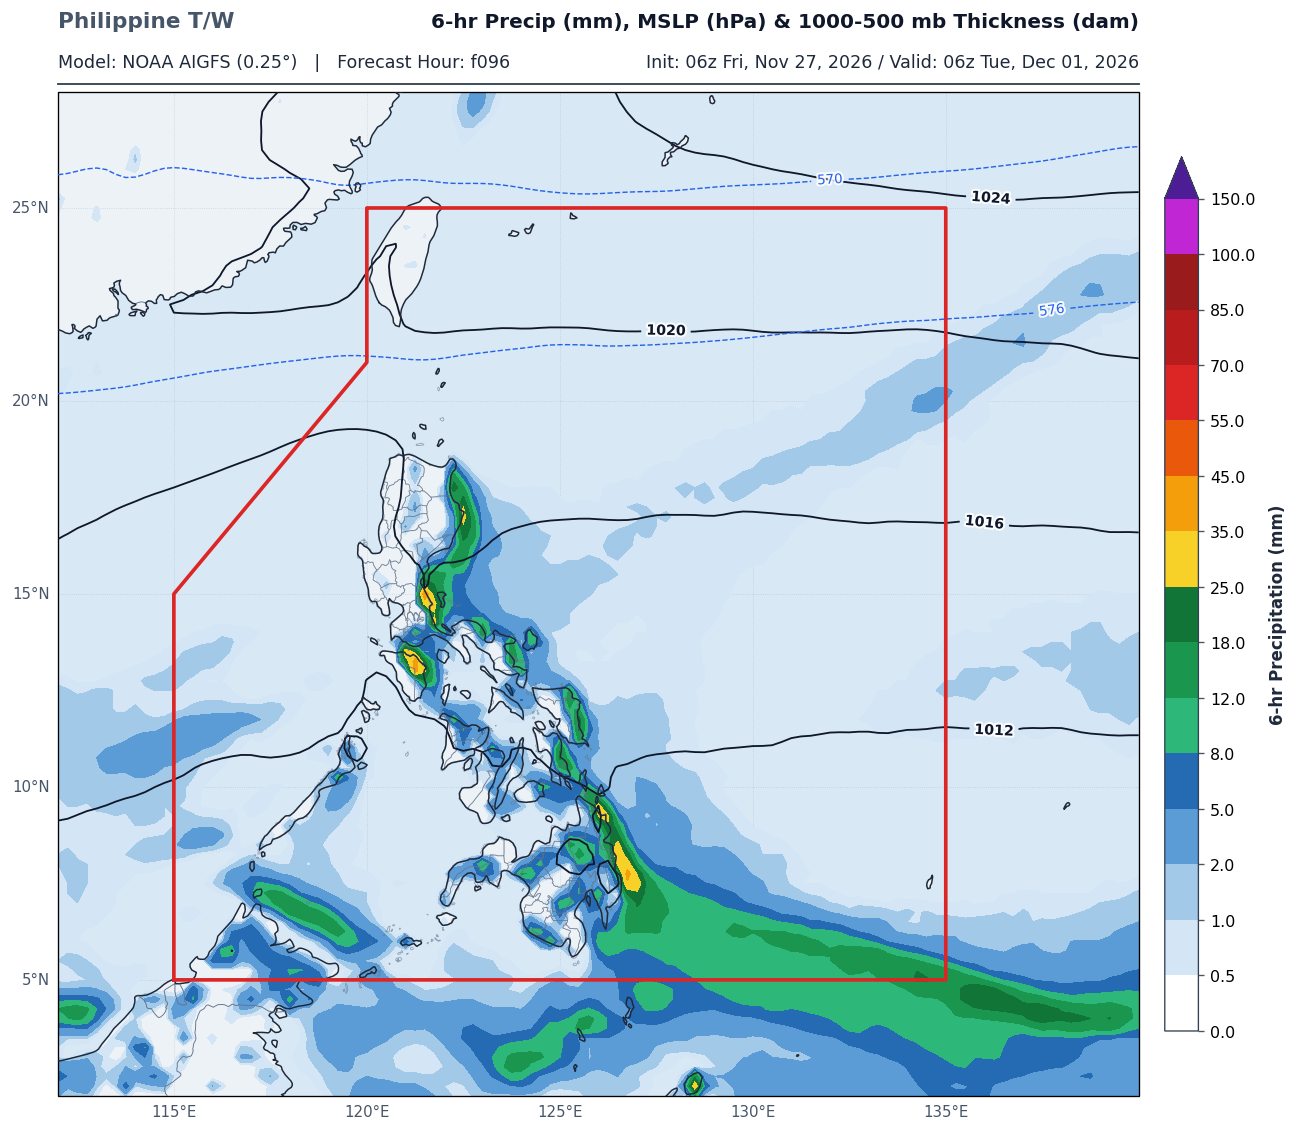 Philippine T/W
6-hr Precip (mm), MSLP (hPa) & 1000-500 mb Thickness (dam)
Model: NOAA AIGFS (0.25°) | Forecast Hour: f096
Init: 06z Fri, Nov 27, 2026 / Valid: 06z Tue, Dec 01, 2026
570
1024
25°N
576
1020
20°N
1016
15°N
1012
10°N
5°N
115°E
120°E
125°E
130°E
135°E
150.0
100.0
85.0
70.0
55.0
45.0
35.0
25.0
18.0
12.0
8.0
5.0
2.0
1.0
0.5
0.0
6-hr Precipitation (mm)